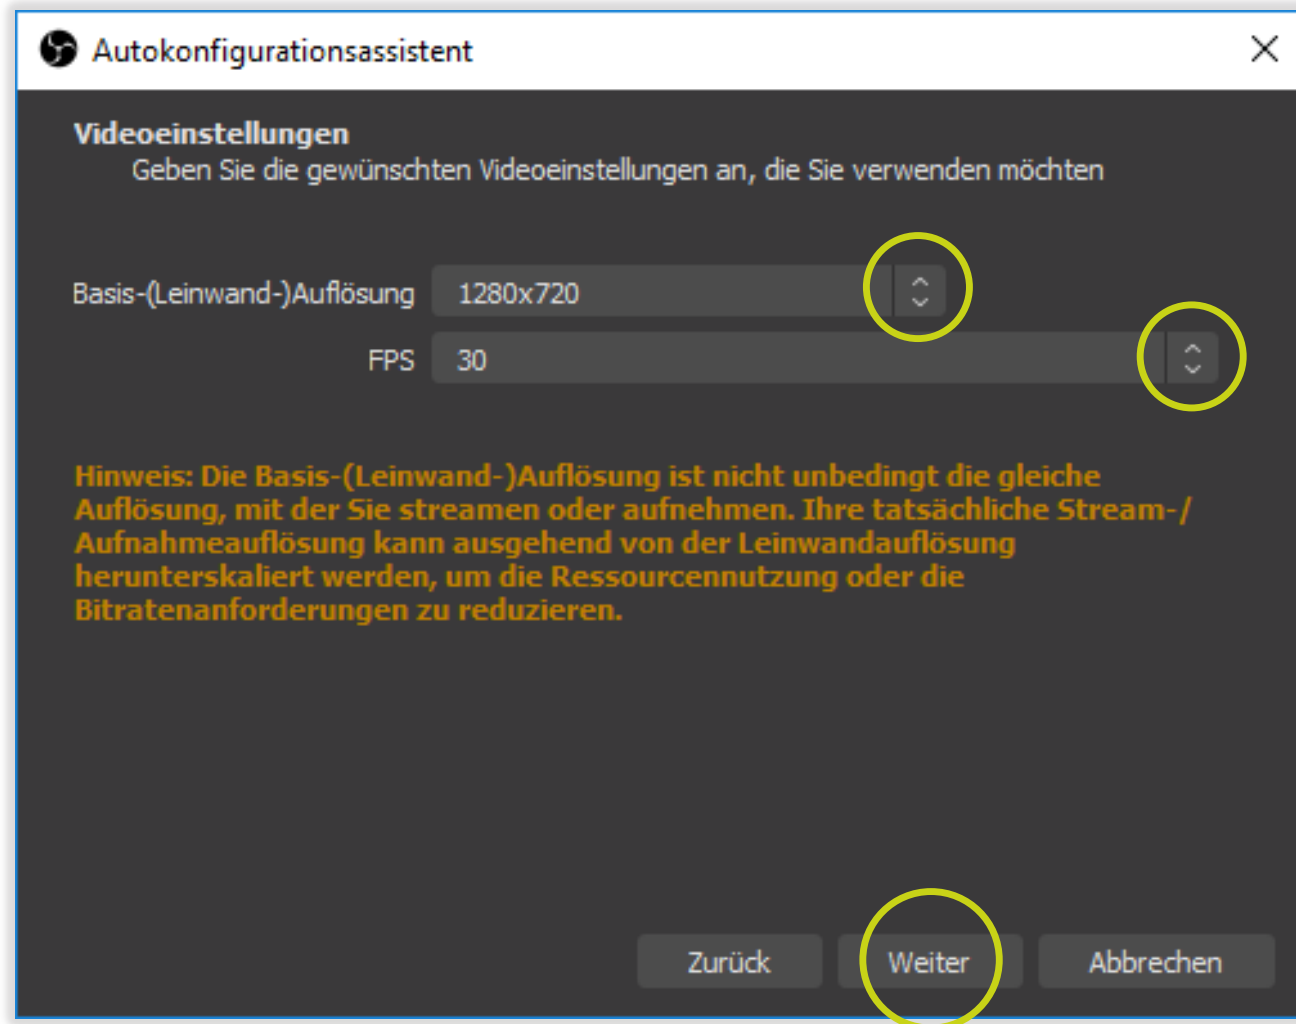 Autokonfigurationsassistent
Videoeinstellungen
Geben Sie die gewünschten Videoeinstellungen an, die Sie verwenden möchten
Basis-(Leinwand-)Auflösung 1280x720
FPS 30
Hinweis: Die Basis-(Leinwand-)Auflösung ist nicht unbedingt die gleiche
Auflösung, mit der Sie streamen oder aufnehmen. Ihre tatsächliche Stream-/
Aufnahmeauflösung kann ausgehend von der Leinwandauflösung
herunterskaliert werden, um die Ressourcennutzung oder die
Bitratenanforderungen zu reduzieren.
Zurück Weiter Abbrechen